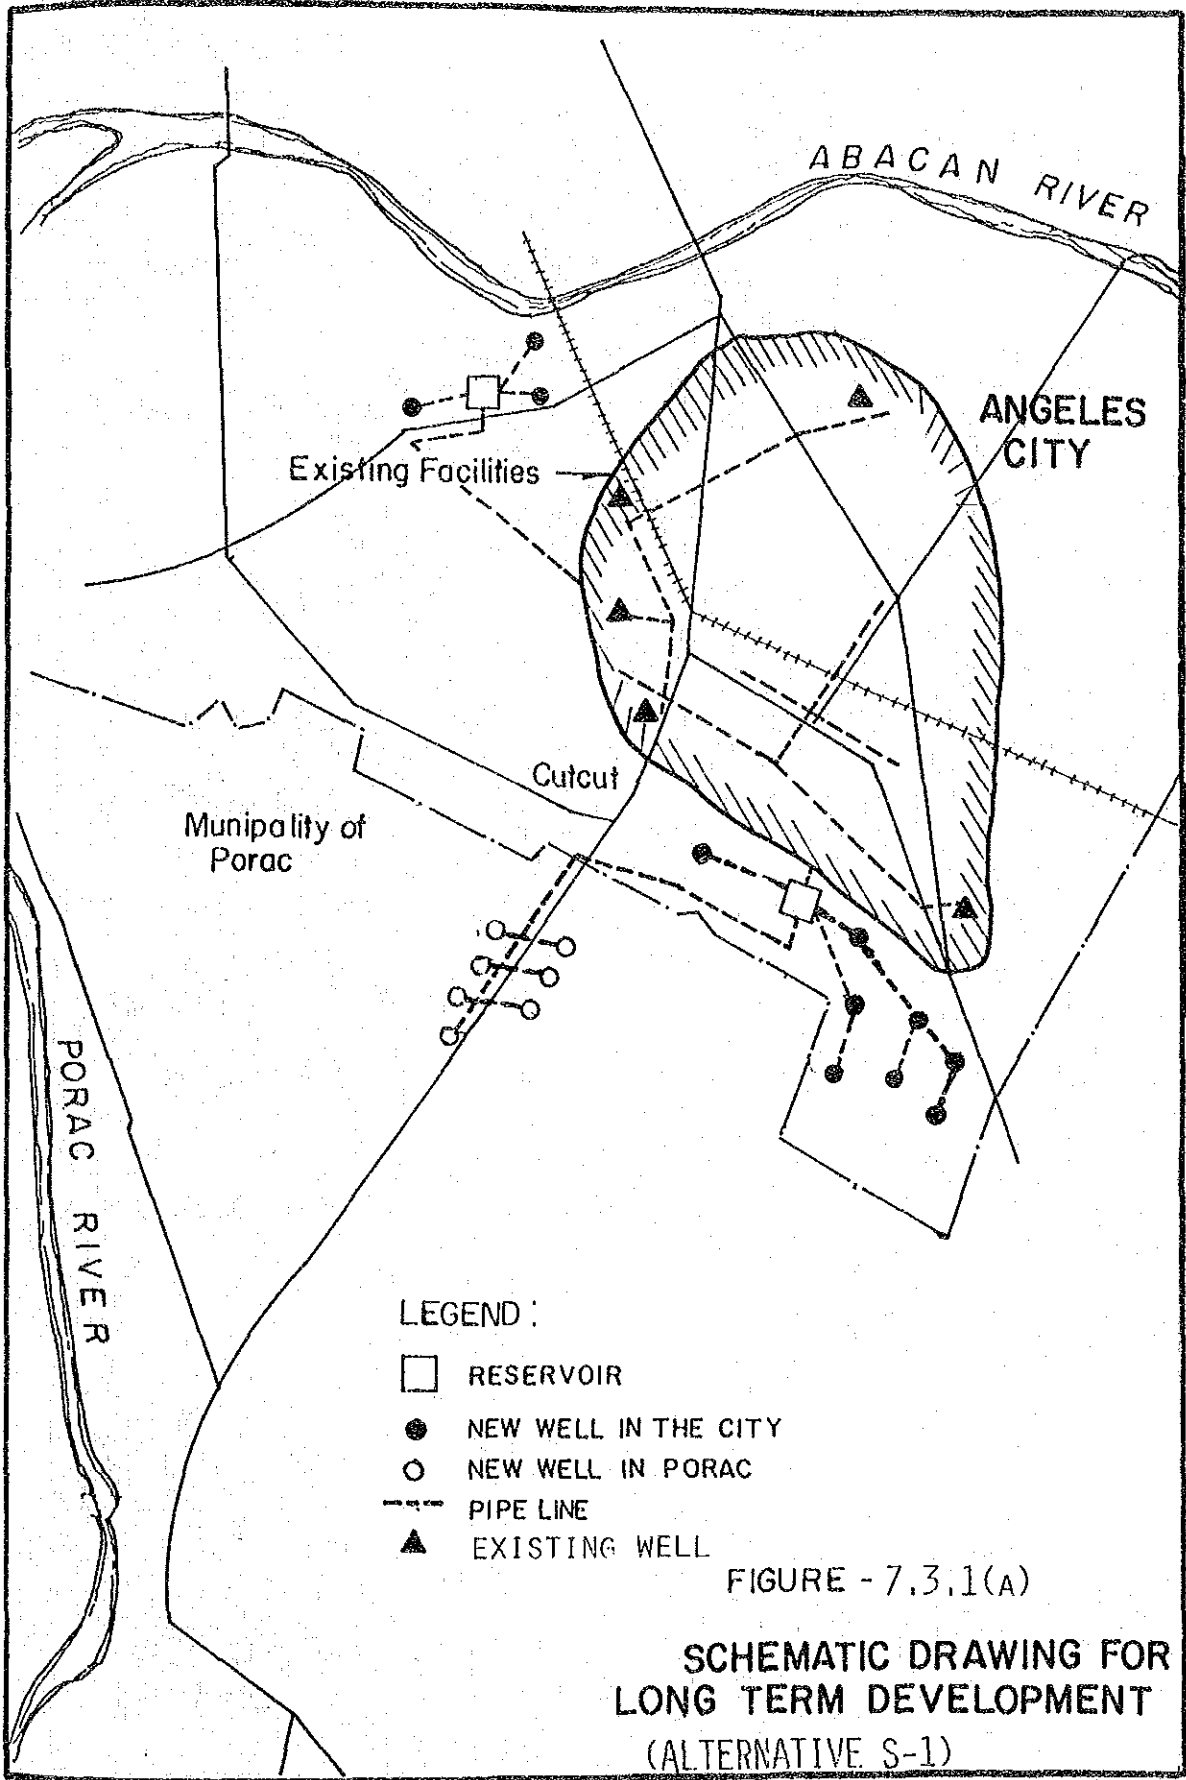 ABACAN RIVER
ANGELES
CITY
Existing Facilities
Cutcut
Munipality of
Porac
PORAC RIVER
LEGEND :
RESERVOIR
NEW WELL IN THE CITY
NEW WELL IN PORAC
PIPE LINE
EXISTING WELL
FIGURE - 7.3.1(A)
SCHEMATIC DRAWING FOR
LONG TERM DEVELOPMENT
(ALTERNATIVE S-1)